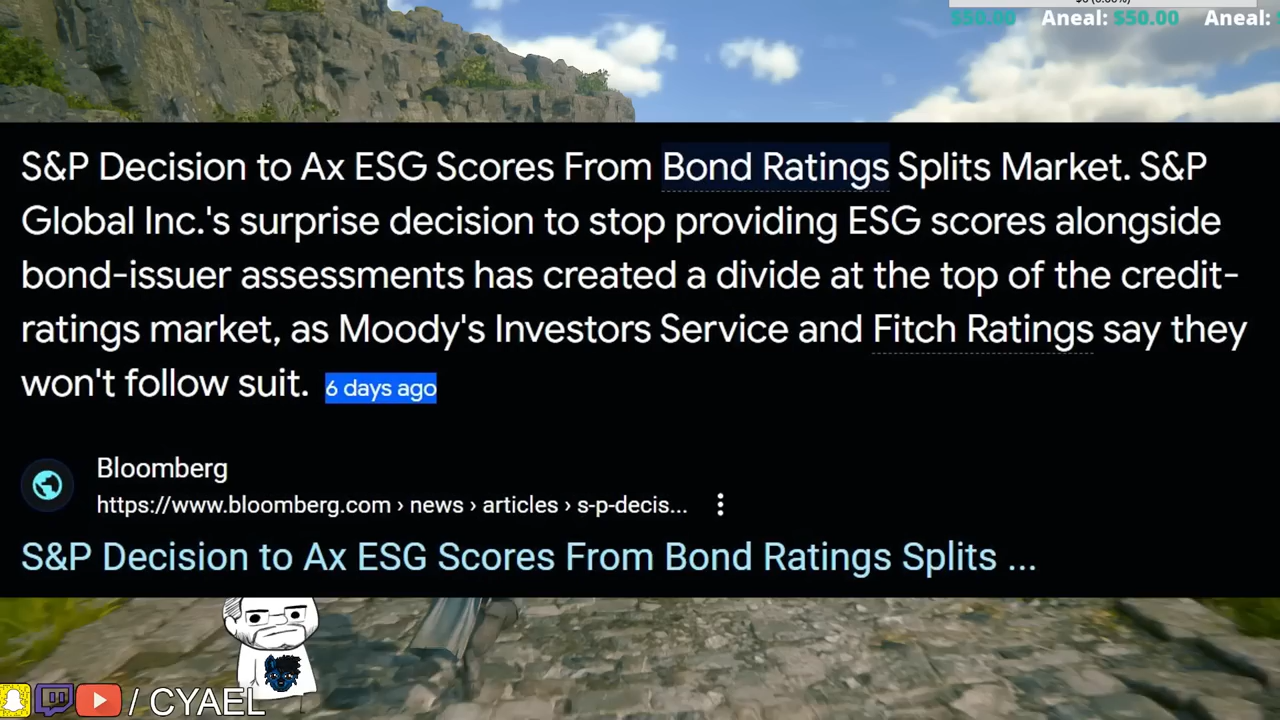 $50.00 Aneal: $50.00 Aneal:
S&P Decision to Ax ESG Scores From Bond Ratings Splits Market. S&P
Global Inc.'s surprise decision to stop providing ESG scores alongside
bond-issuer assessments has created a divide at the top of the credit-
ratings market, as Moody's Investors Service and Fitch Ratings say they
won't follow suit. 6 days ago
Bloomberg
https://www.bloomberg.com › news › articles › s-p-decis...
S&P Decision to Ax ESG Scores From Bond Ratings Splits ...
/ CYAEL